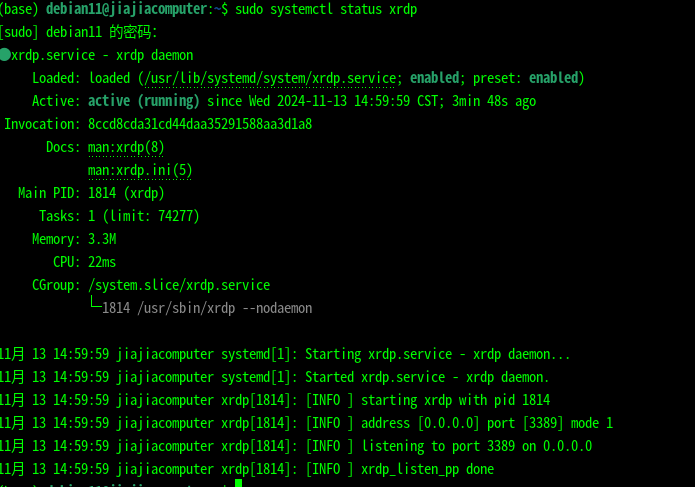 (base) debian11@jiajiacomputer:~$ sudo systemctl status xrdp
[sudo] debian11 的密码：
●xrdp.service - xrdp daemon
Loaded: loaded (/usr/lib/systemd/system/xrdp.service; enabled; preset: enabled)
Active: active (running) since Wed 2024-11-13 14:59:59 CST; 3min 48s ago
Invocation: 8ccd8cda31cd44daa35291588aa3d1a8
Docs: man:xrdp(8)
man:xrdp.ini(5)
Main PID: 1814 (xrdp)
Tasks: 1 (limit: 74277)
Memory: 3.3M
CPU: 22ms
CGroup: /system.slice/xrdp.service
└─1814 /usr/sbin/xrdp --nodaemon
11月 13 14:59:59 jiajiacomputer systemd[1]: Starting xrdp.service - xrdp daemon...
11月 13 14:59:59 jiajiacomputer systemd[1]: Started xrdp.service - xrdp daemon.
11月 13 14:59:59 jiajiacomputer xrdp[1814]: [INFO ] starting xrdp with pid 1814
11月 13 14:59:59 jiajiacomputer xrdp[1814]: [INFO ] address [0.0.0.0] port [3389] mode 1
11月 13 14:59:59 jiajiacomputer xrdp[1814]: [INFO ] listening to port 3389 on 0.0.0.0
11月 13 14:59:59 jiajiacomputer xrdp[1814]: [INFO ] xrdp_listen_pp done